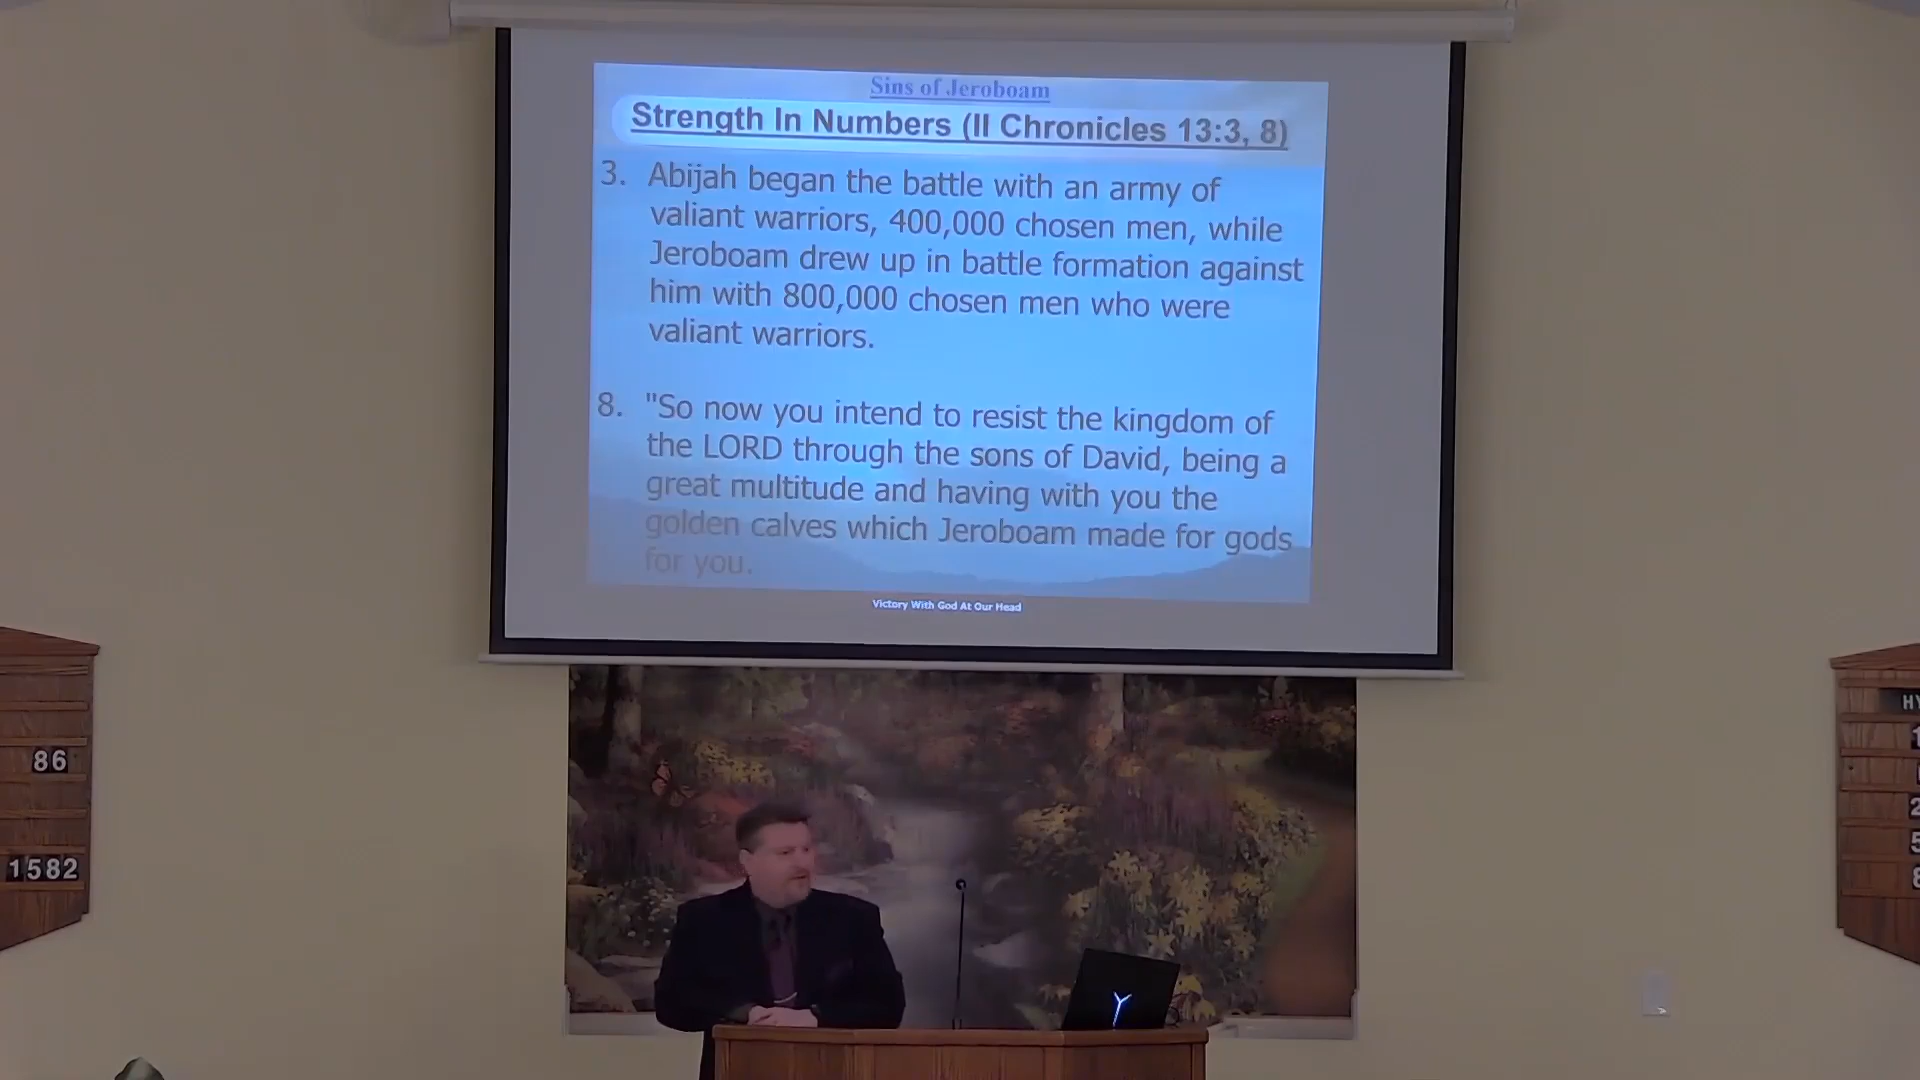 Sins of Jeroboam
Strength In Numbers (II Chronicles 13:3, 8)
3. Abijah began the battle with an army of
valiant warriors, 400,000 chosen men, while
Jeroboam drew up in battle formation against
him with 800,000 chosen men who were
valiant warriors.
8. "So now you intend to resist the kingdom of
the LORD through the sons of David, being a
great multitude and having with you the
golden calves which Jeroboam made for gods
for you.
Victory With God At Our Head
86
1582